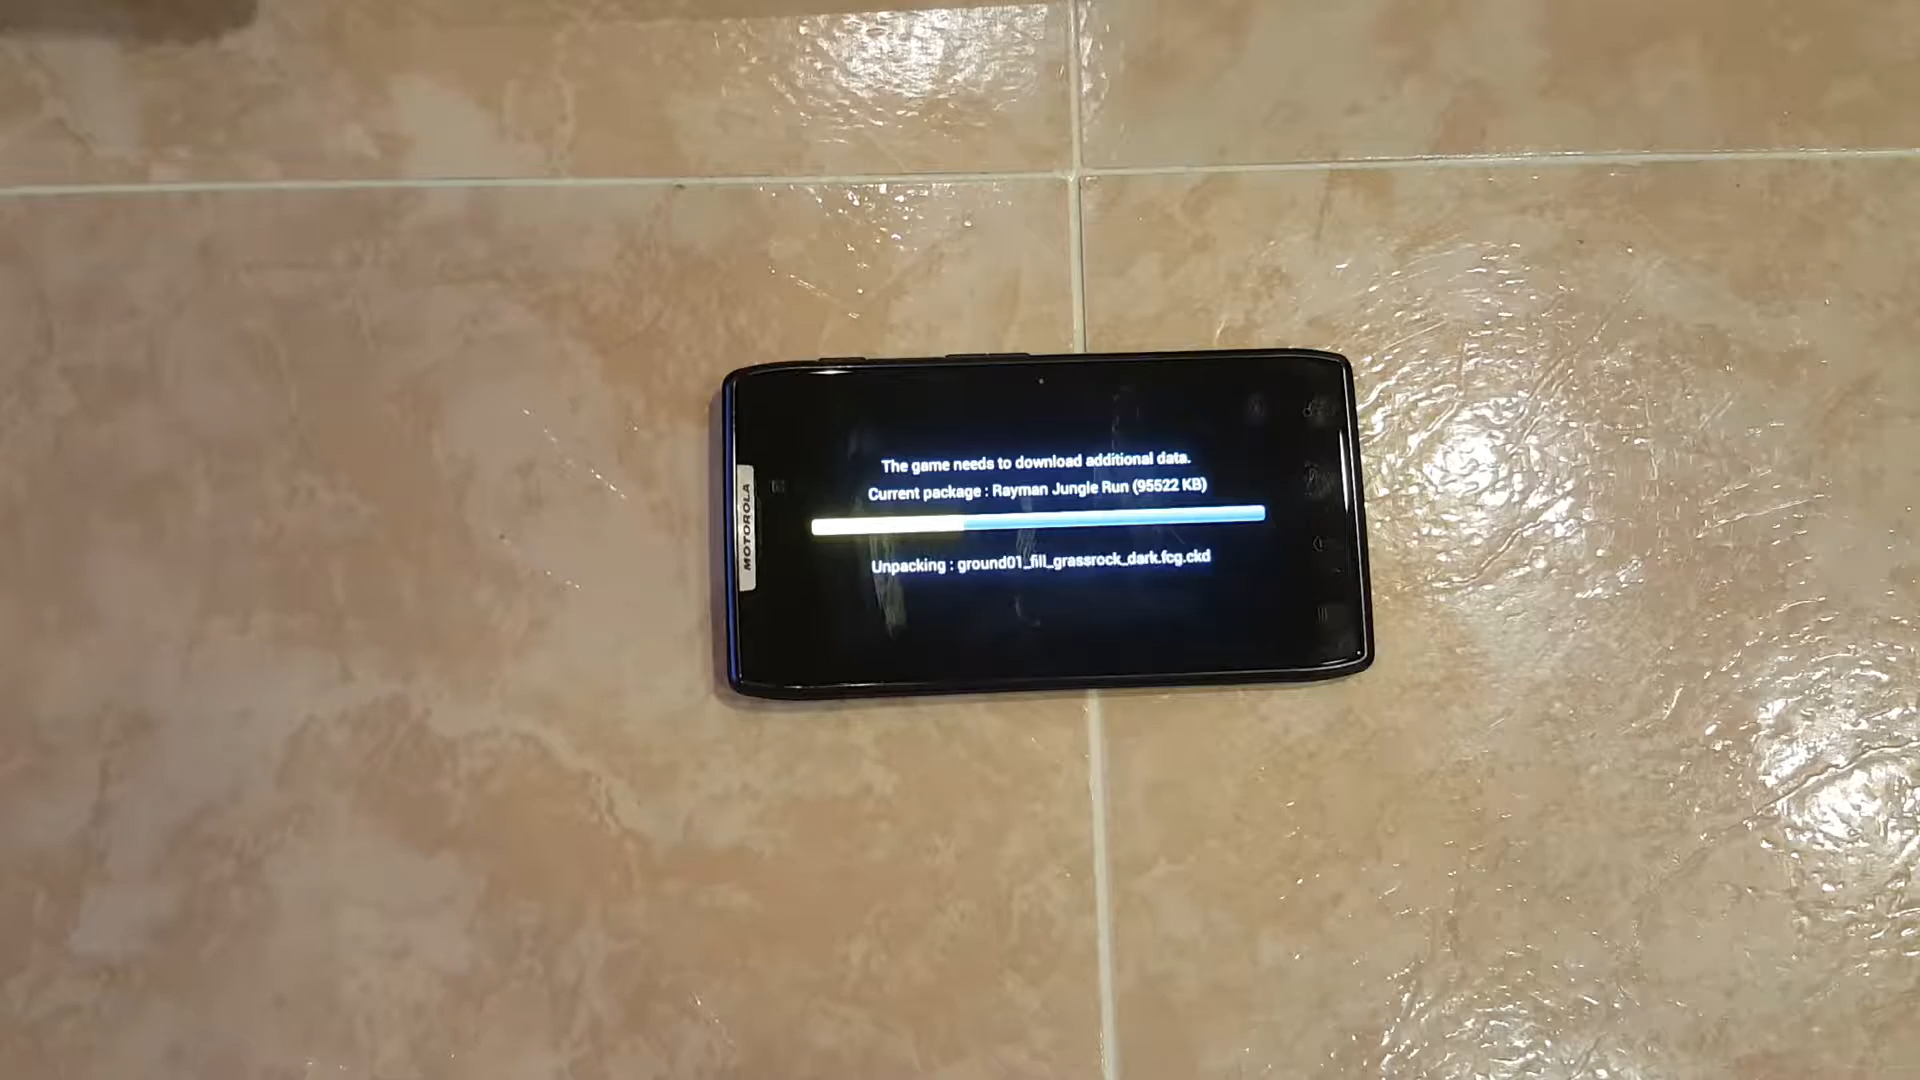 The game needs to download additional data.
Current package : Rayman Jungle Run (95522 KB)
Unpacking : ground01_fill_grassrock_dark.fcg.ckd
MOTOROLA